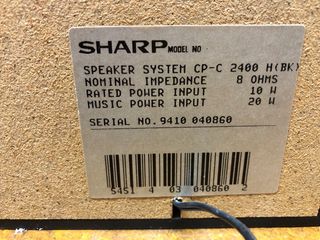 SHARP MODEL NO
SPEAKER SYSTEM CP-C 2400 H(BK)
NOMINAL IMPEDANCE 8 OHMS
RATED POWER INPUT 10 W
MUSIC POWER INPUT 20 W
SERIAL NO. 9410 040860
5451 4 03 040860 2